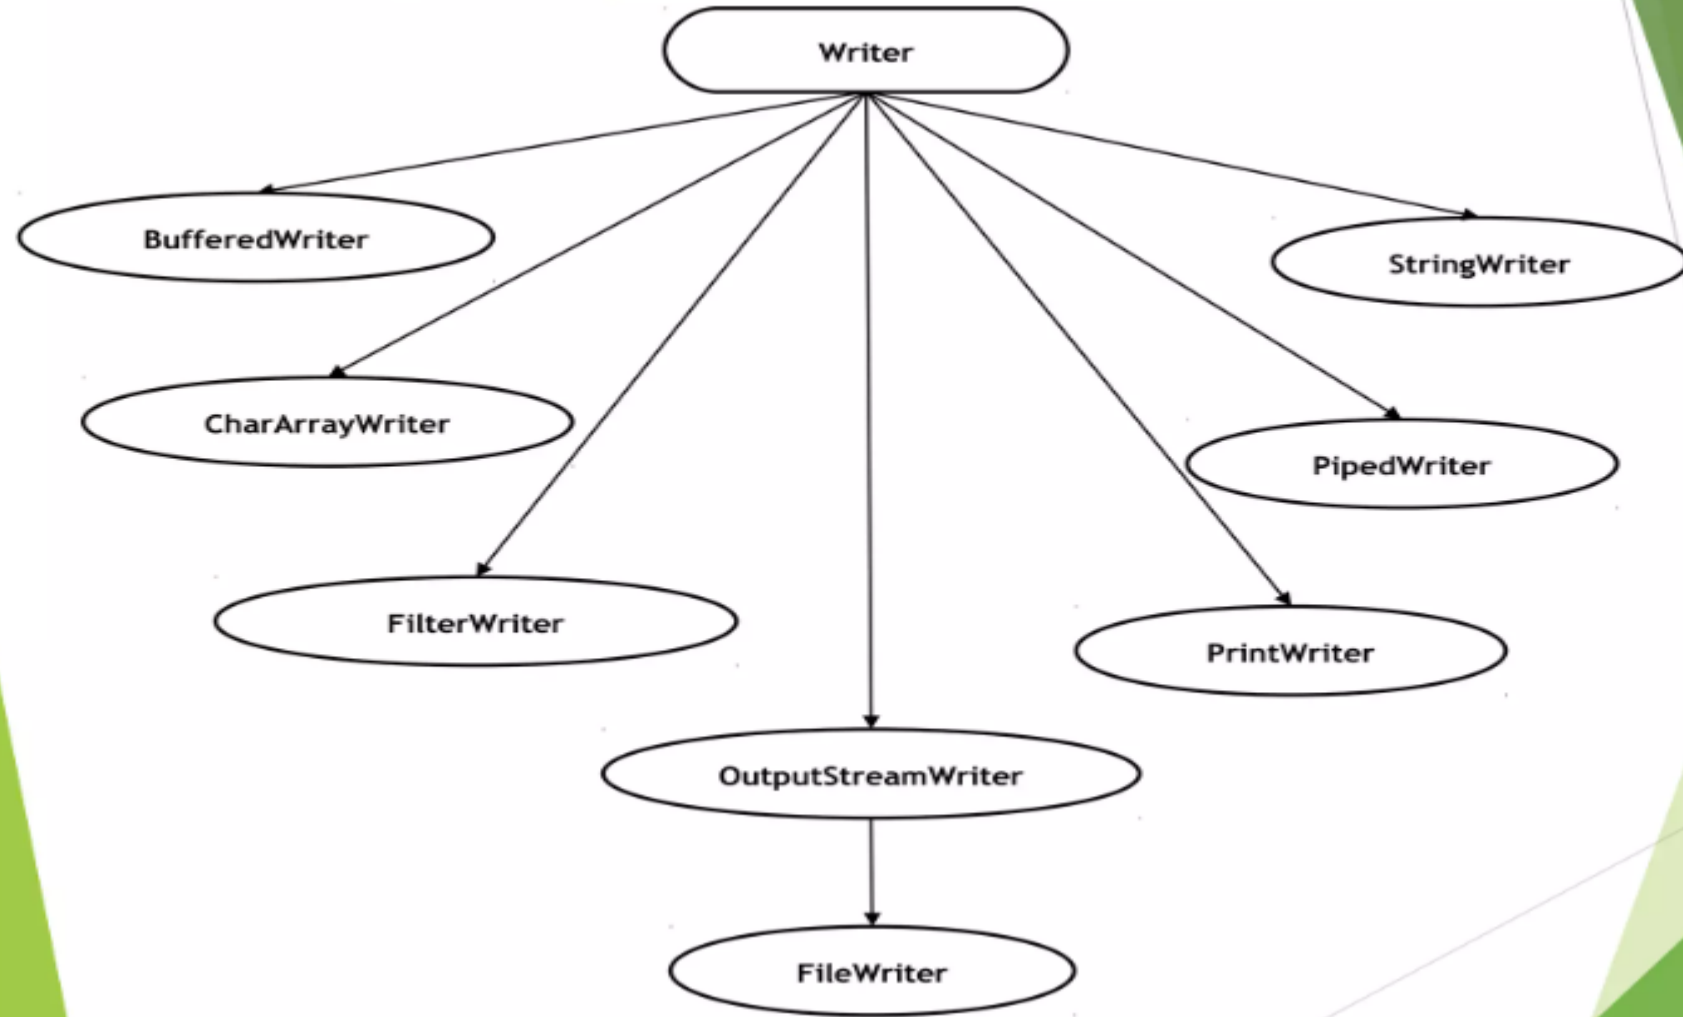 Writer
BufferedWriter
StringWriter
CharArrayWriter
PipedWriter
FilterWriter
PrintWriter
OutputStreamWriter
FileWriter